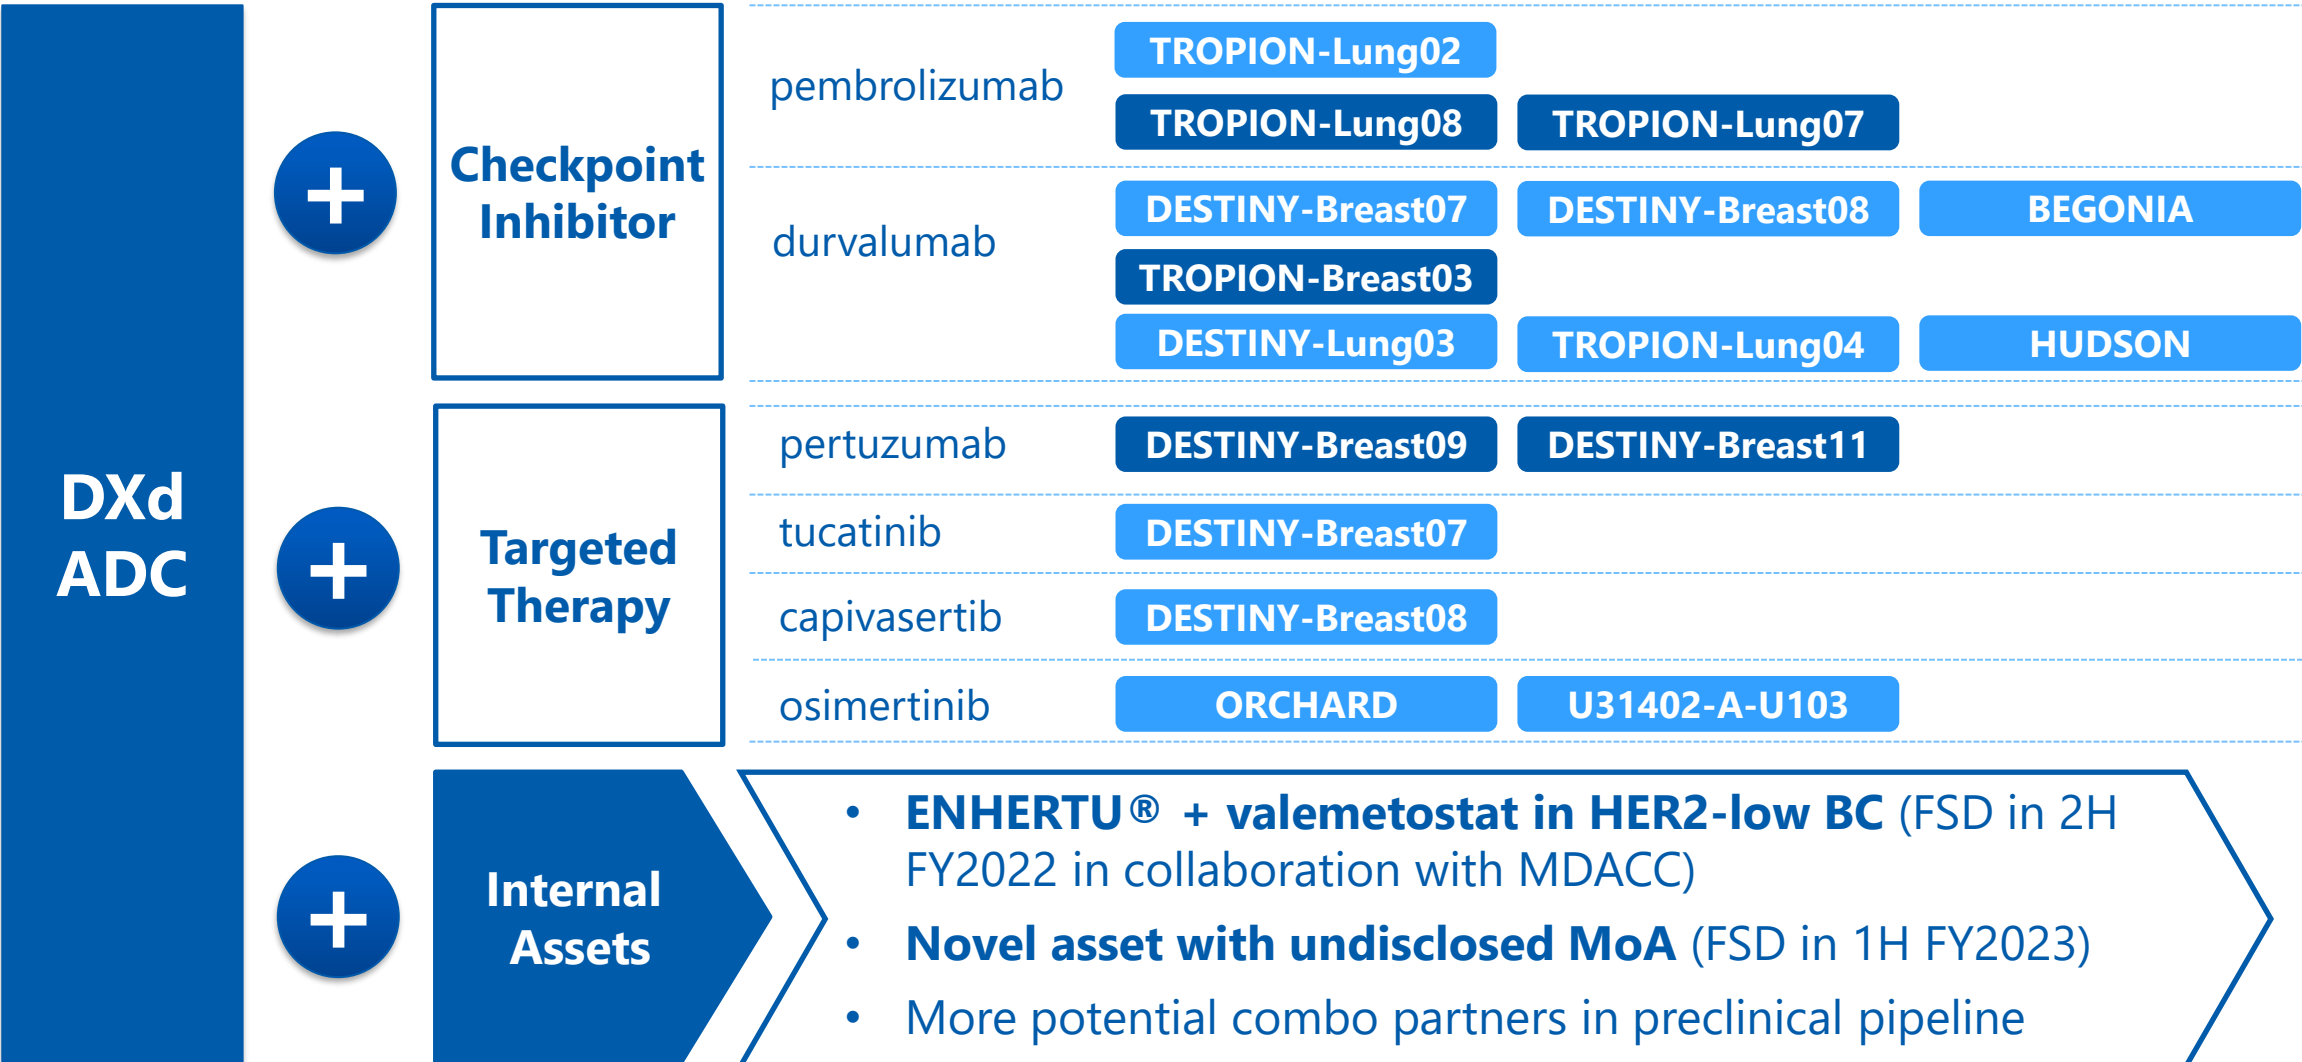 DXd
ADC
+
Checkpoint
Inhibitor
pembrolizumab
TROPION-Lung02
TROPION-Lung08
TROPION-Lung07
durvalumab
DESTINY-Breast07
DESTINY-Breast08
BEGONIA
TROPION-Breast03
DESTINY-Lung03
TROPION-Lung04
HUDSON
+
Targeted
Therapy
pertuzumab
DESTINY-Breast09
DESTINY-Breast11
tucatinib
DESTINY-Breast07
capivasertib
DESTINY-Breast08
osimertinib
ORCHARD
U31402-A-U103
+
Internal
Assets
• ENHERTU® + valemetostat in HER2-low BC (FSD in 2H
FY2022 in collaboration with MDACC)
• Novel asset with undisclosed MoA (FSD in 1H FY2023)
• More potential combo partners in preclinical pipeline